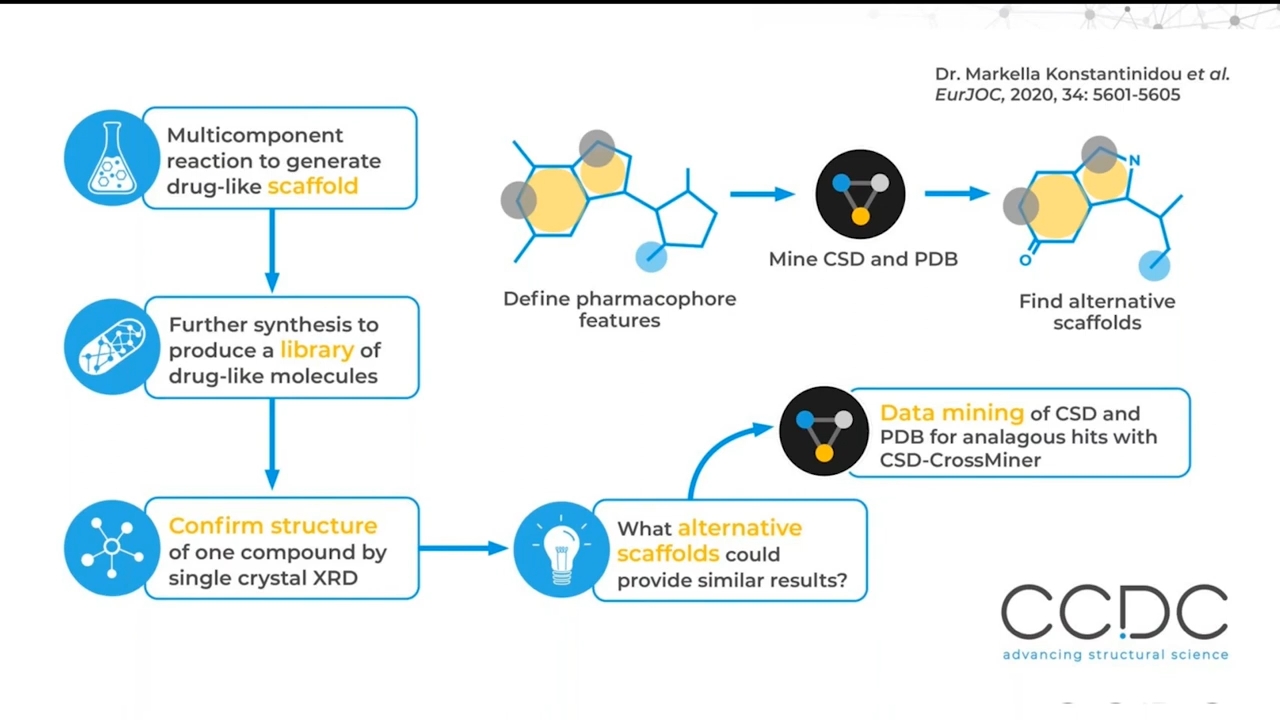 Dr. Markella Konstantinidou et al.
EurJOC, 2020, 34: 5601-5605
Multicomponent
reaction to generate
drug-like scaffold
N
O
Mine CSD and PDB
Define pharmacophore
features
Find alternative
scaffolds
Further synthesis to
produce a library of
drug-like molecules
Data mining of CSD and
PDB for analagous hits with
CSD-CrossMiner
Confirm structure
of one compound by
single crystal XRD
What alternative
scaffolds could
provide similar results?
CCDC
advancing structural science